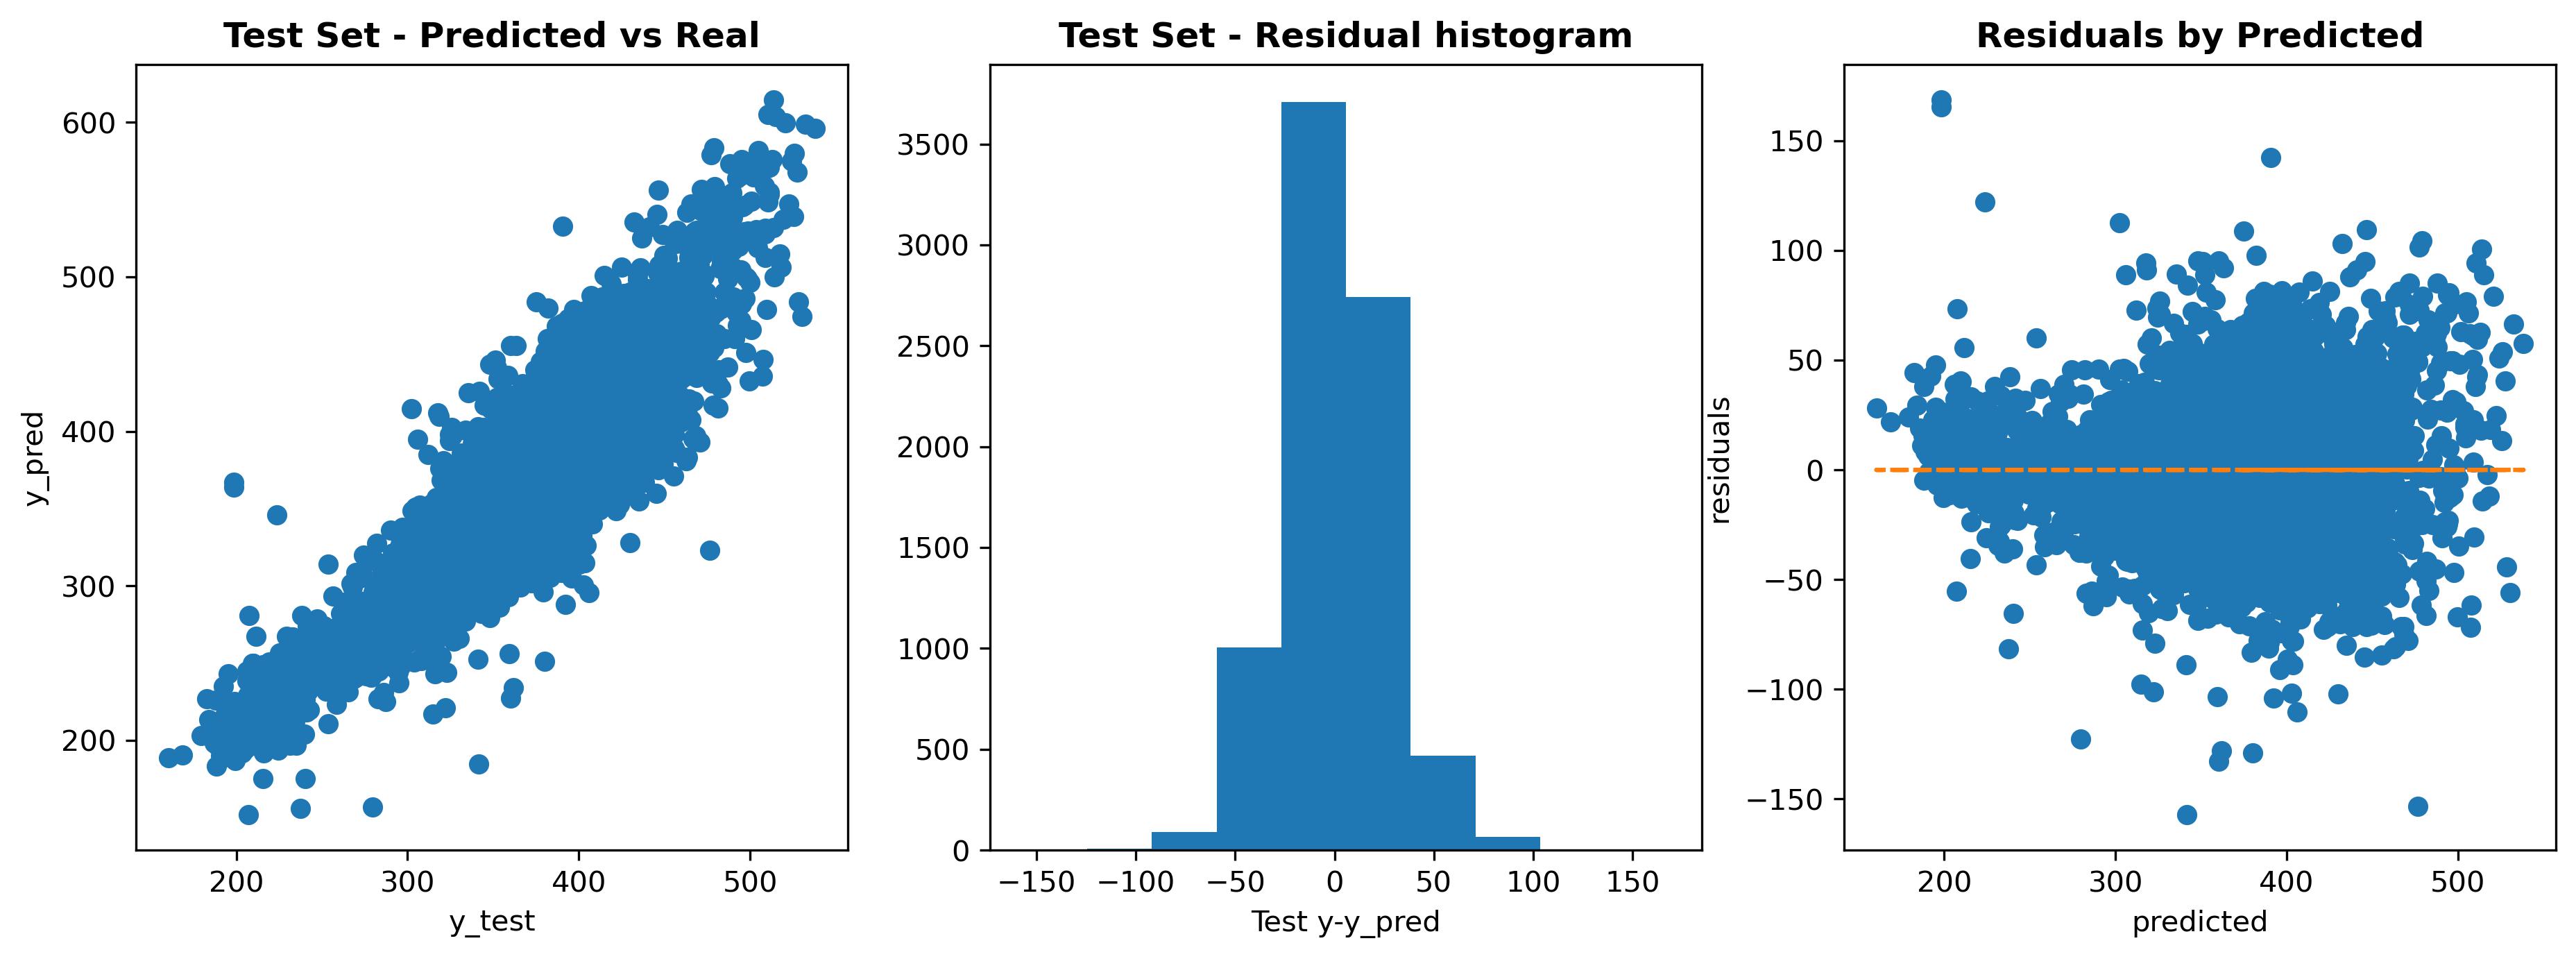 Test Set - Predicted vs Real
600
500
400
300
200
y_pred
200 300 400 500
y_test
Test Set - Residual histogram
3500
3000
2500
2000
1500
1000
500
0
−150 −100 −50 0 50 100 150
Test y-y_pred
Residuals by Predicted
150
100
50
0
−50
−100
−150
residuals
200 300 400 500
predicted